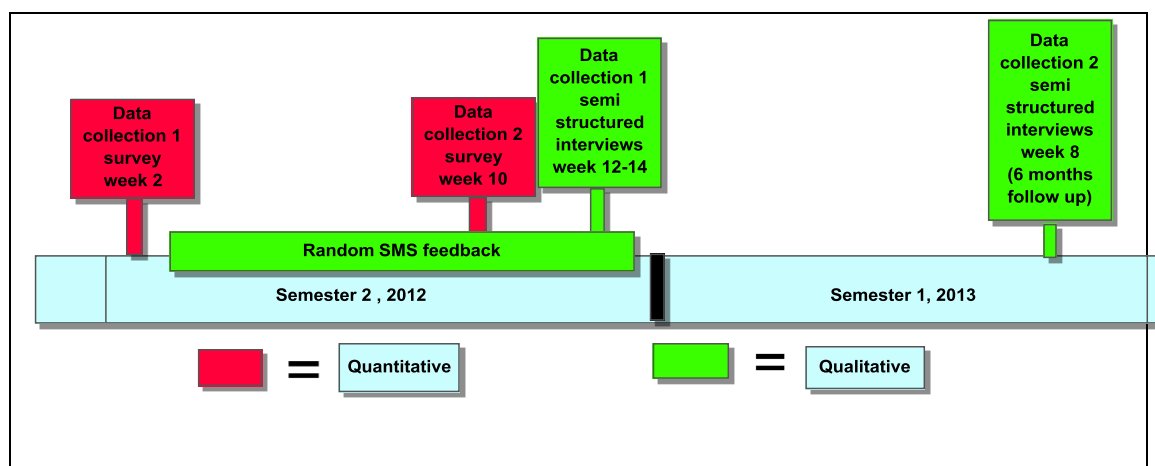 Data
collection 1
survey
week 2
Data
collection 2
survey
week 10
Data
collection 1
semi
structured
interviews
week 12-14
Data
collection 2
semi
structured
interviews
week 8
(6 months
follow up)
Random SMS feedback
Semester 2 , 2012
Semester 1, 2013
=
Quantitative
=
Qualitative